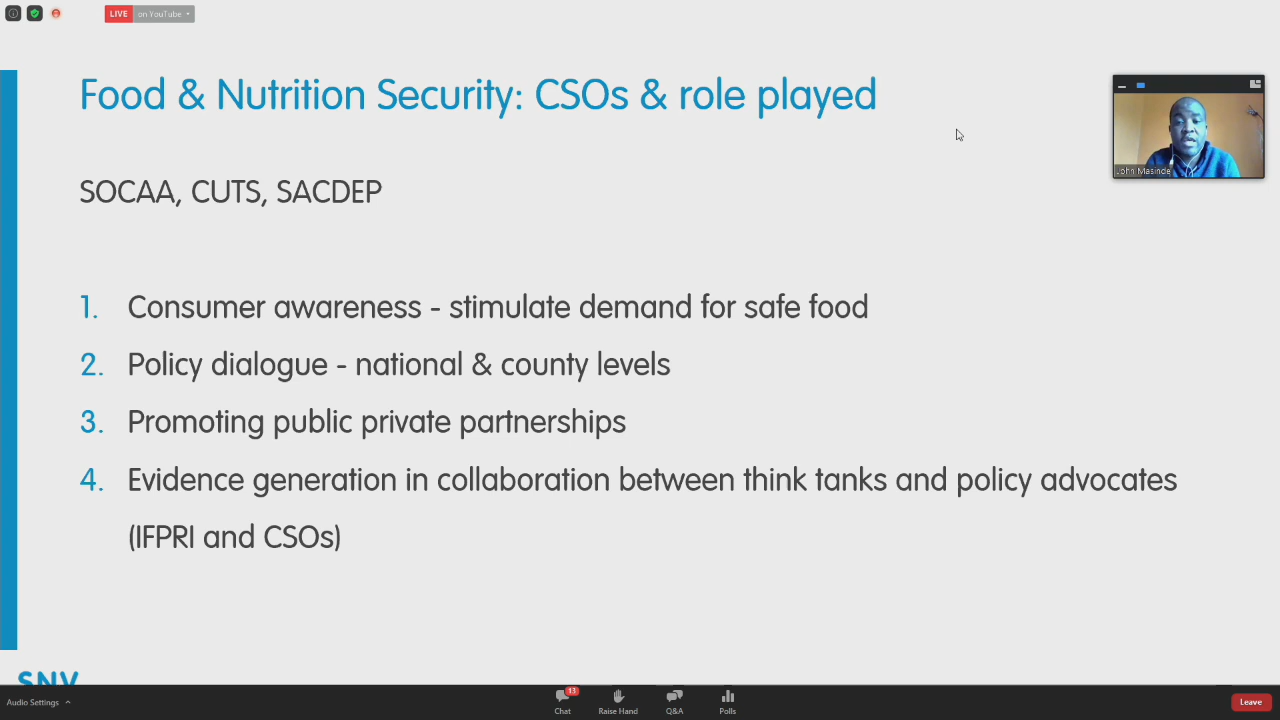 LIVE on YouTube
Food & Nutrition Security: CSOs & role played
John Masinde
SOCAA, CUTS, SACDEP
1. Consumer awareness - stimulate demand for safe food
2. Policy dialogue - national & county levels
3. Promoting public private partnerships
4. Evidence generation in collaboration between think tanks and policy advocates
(IFPRI and CSOs)
SNV
Audio Settings
13
Chat
Raise Hand
Q&A
Polls
Leave